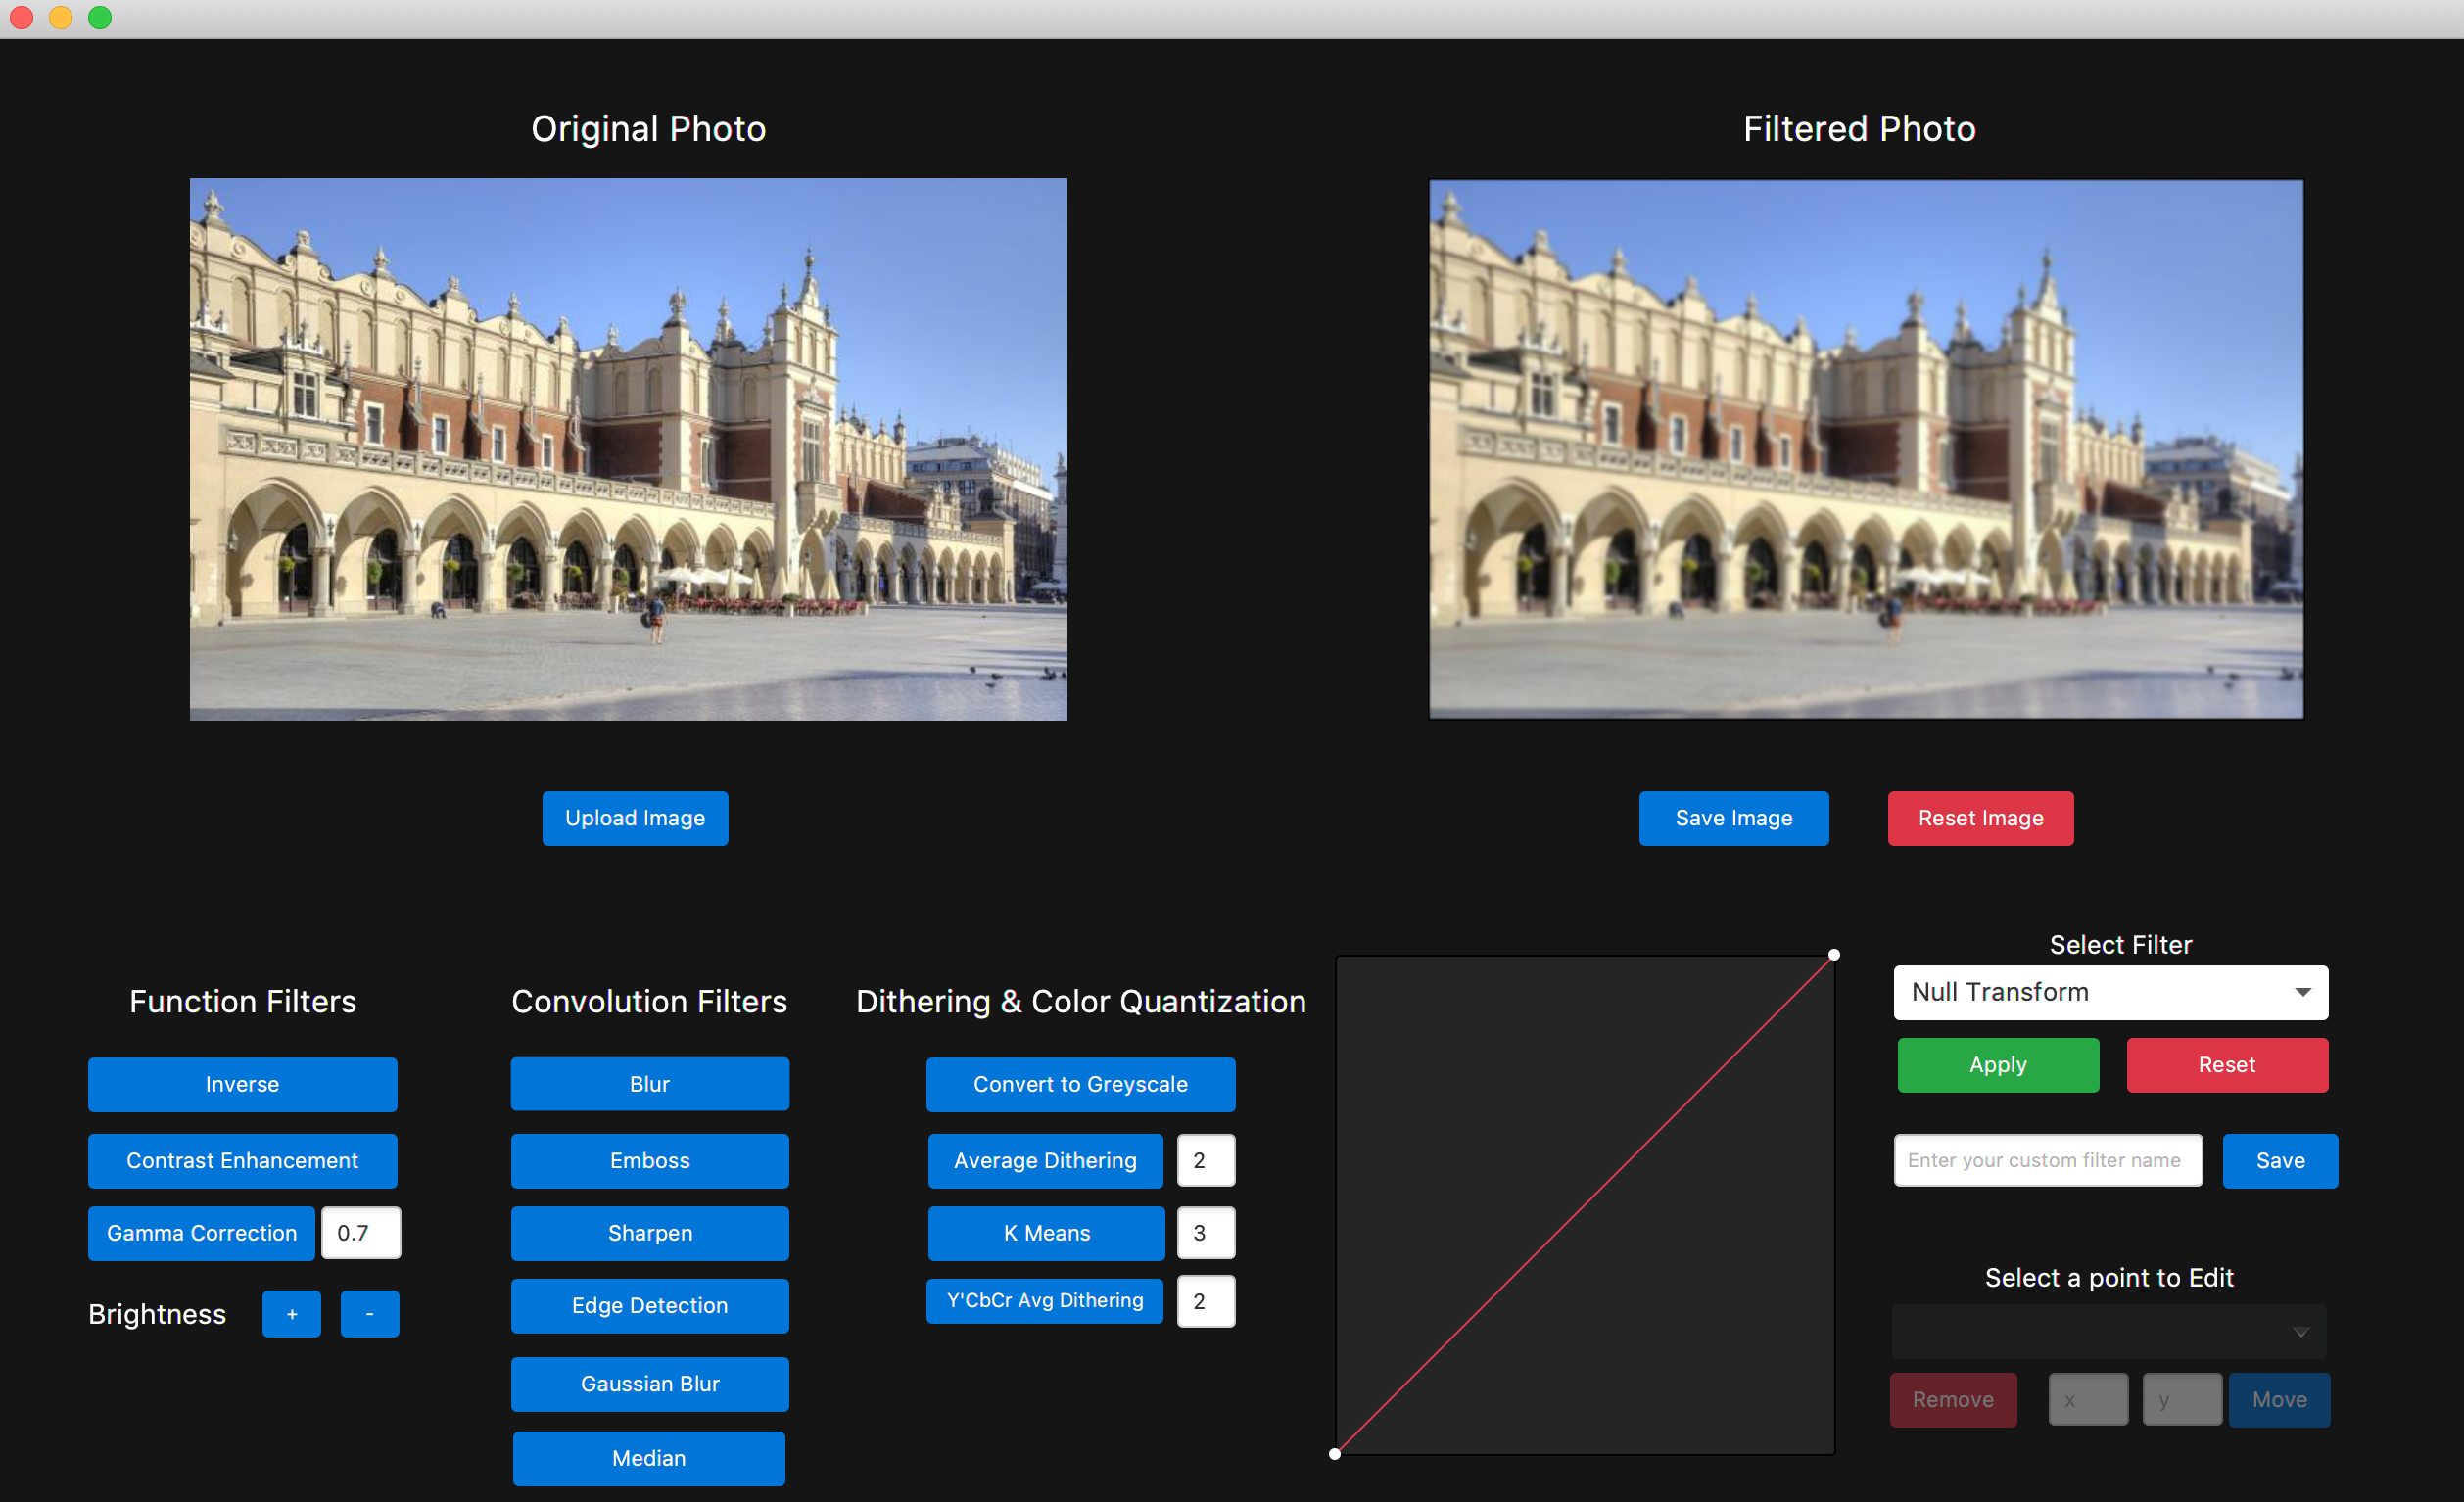 Original Photo
Filtered Photo
Upload Image
Save Image
Reset Image
Function Filters
Inverse
Contrast Enhancement
Gamma Correction 0.7
Brightness + -
Convolution Filters
Blur
Emboss
Sharpen
Edge Detection
Gaussian Blur
Median
Dithering & Color Quantization
Convert to Greyscale
Average Dithering 2
K Means 3
Y'CbCr Avg Dithering 2
Select Filter
Null Transform
Apply Reset
Enter your custom filter name Save
Select a point to Edit
Remove x y Move